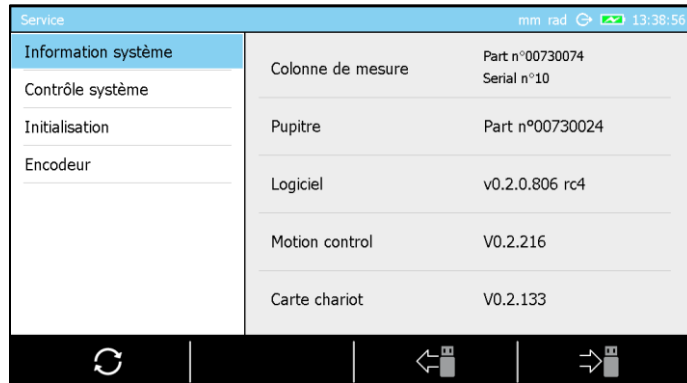 Service
mm rad 13:38:56
Information système
Contrôle système
Initialisation
Encodeur
Colonne de mesure
Part n°00730074
Serial n°10
Pupitre
Part nº00730024
Logiciel
v0.2.0.806 rc4
Motion control
V0.2.216
Carte chariot
V0.2.133